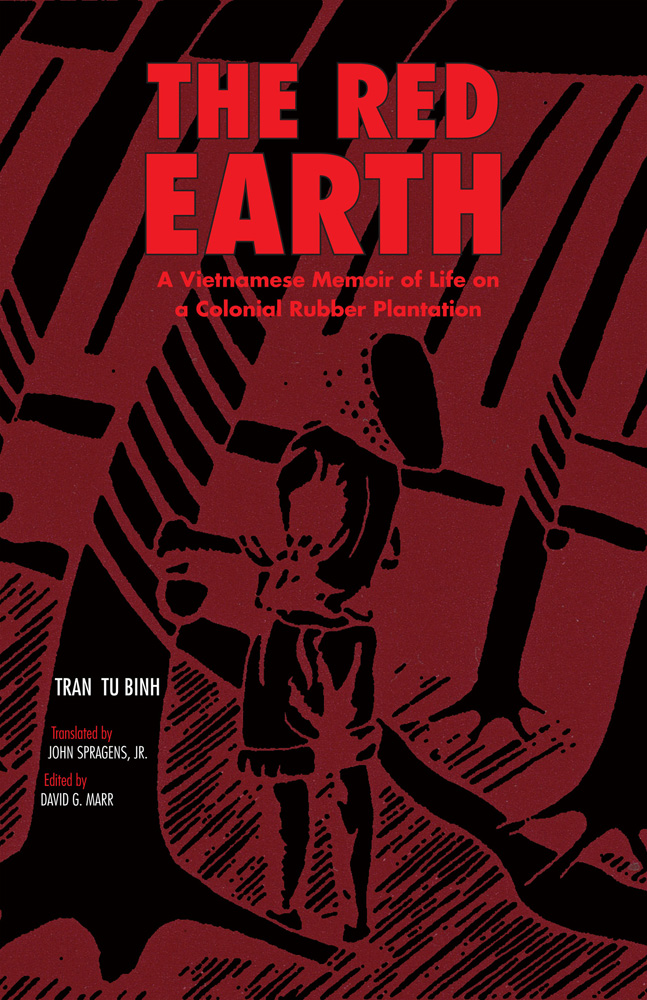 THE RED
EARTH
A Vietnamese Memoir of Life on
a Colonial Rubber Plantation
TRAN TU BINH
Translated by
JOHN SPRAGENS, JR.
Edited by
DAVID G. MARR